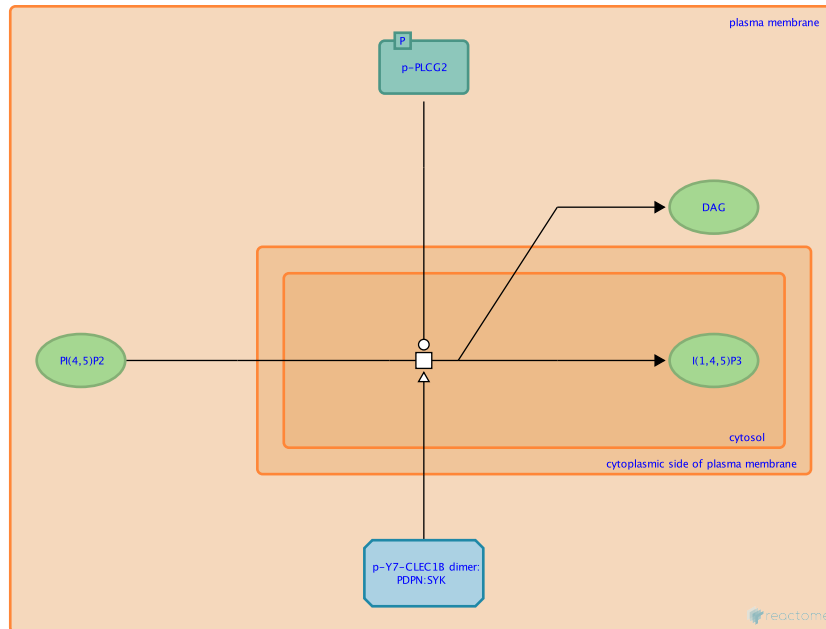 plasma membrane
P
p-PLCG2
DAG
PI(4,5)P2
I(1,4,5)P3
cytosol
cytoplasmic side of plasma membrane
p-Y7-CLEC1B dimer:
PDPN:SYK
reactome